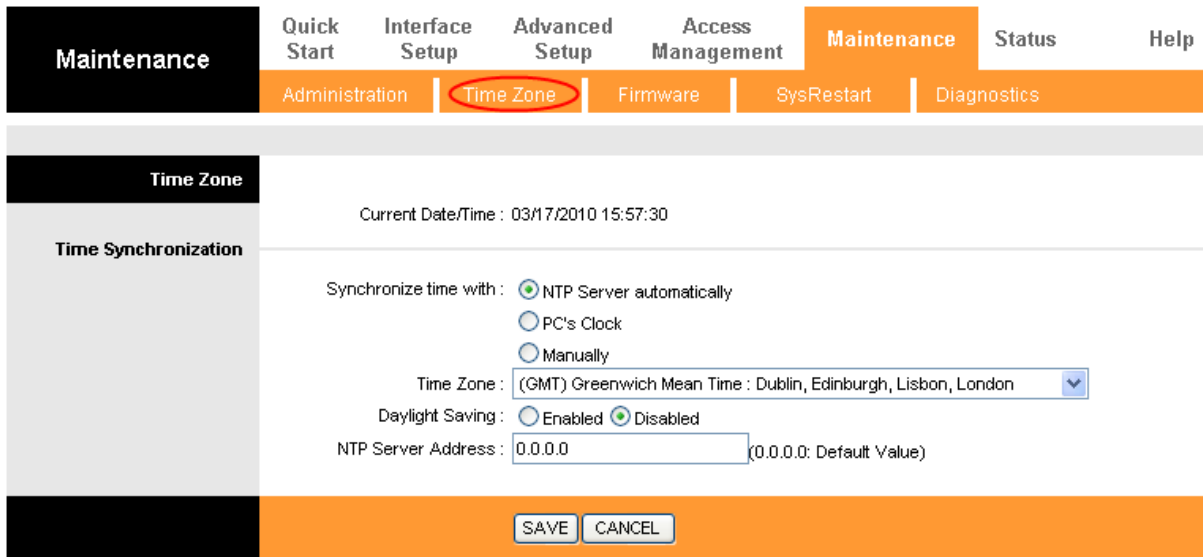 Maintenance
Quick Start
Interface Setup
Advanced Setup
Access Management
Maintenance
Status
Help
Administration
Time Zone
Firmware
SysRestart
Diagnostics
Time Zone
Current Date/Time : 03/17/2010 15:57:30
Time Synchronization
Synchronize time with : NTP Server automatically
PC's Clock
Manually
Time Zone : (GMT) Greenwich Mean Time : Dublin, Edinburgh, Lisbon, London
Daylight Saving : Enabled Disabled
NTP Server Address : 0.0.0.0 (0.0.0.0: Default Value)
SAVE CANCEL